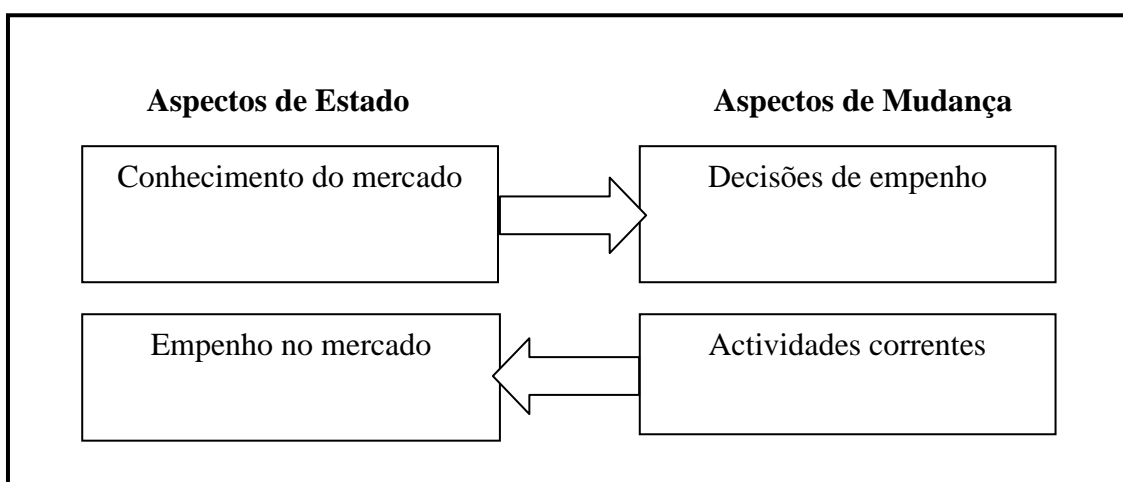 Aspectos de Estado
Aspectos de Mudança
Conhecimento do mercado
Decisões de empenho
Empenho no mercado
Actividades correntes